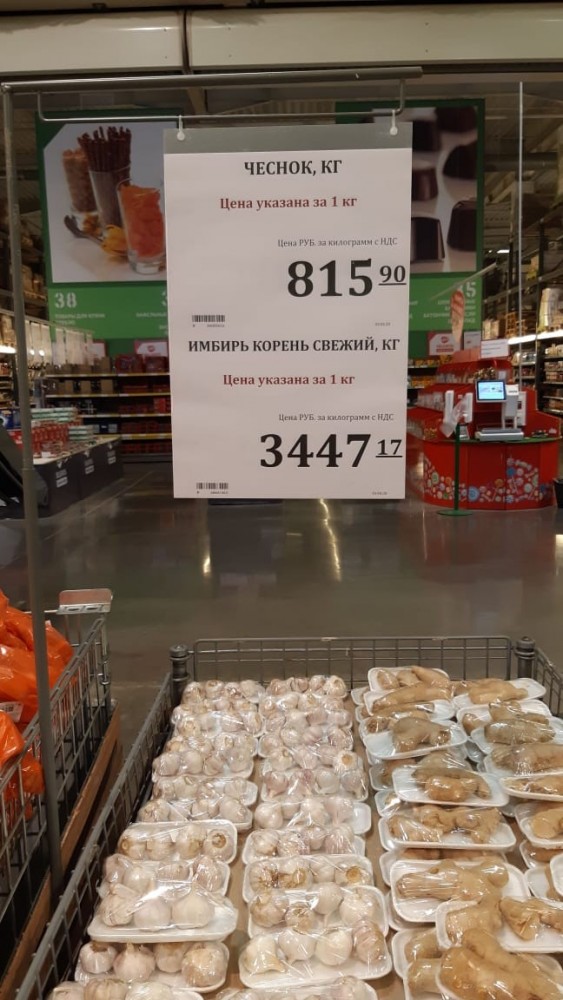 ЧЕСНОК, КГ
Цена указана за 1 кг
Цена РУБ. за килограмм с НДС
815 90
ИМБИРЬ КОРЕНЬ СВЕЖИЙ, КГ
Цена указана за 1 кг
Цена РУБ. за килограмм с НДС
3447 17
38